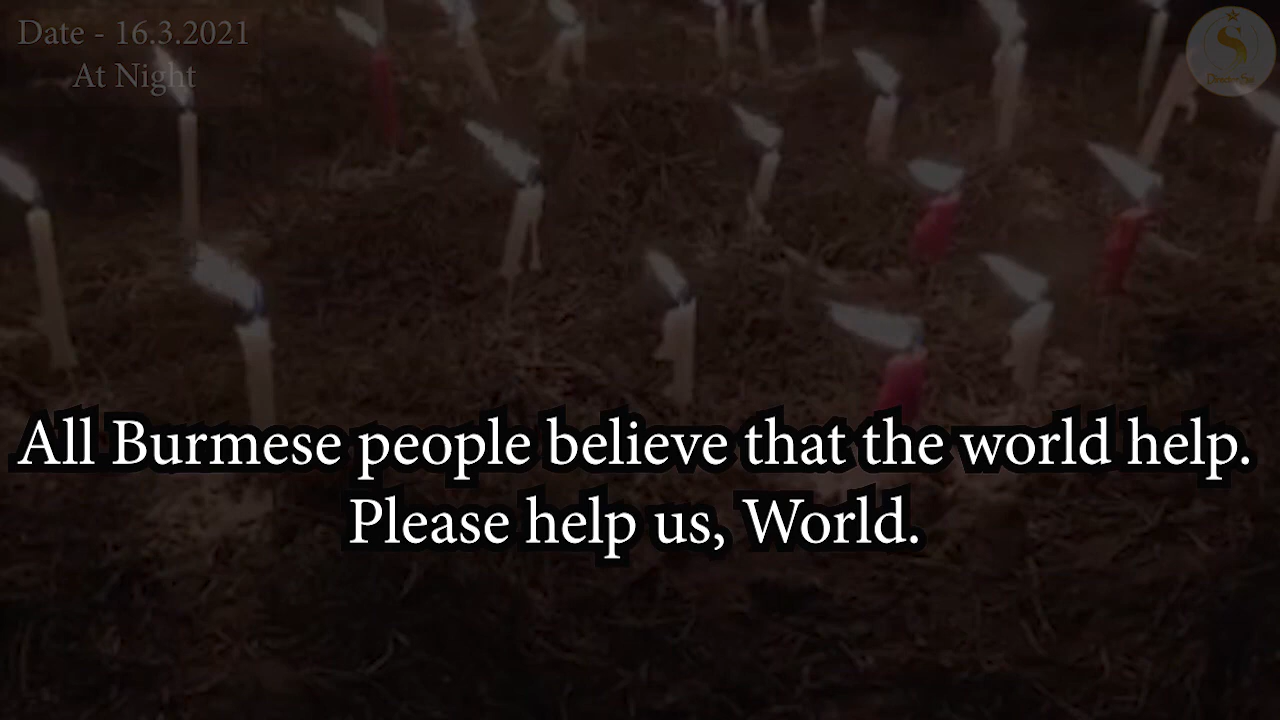 Date - 16.3.2021
At Night
S
All Burmese people believe that the world help.
Please help us, World.